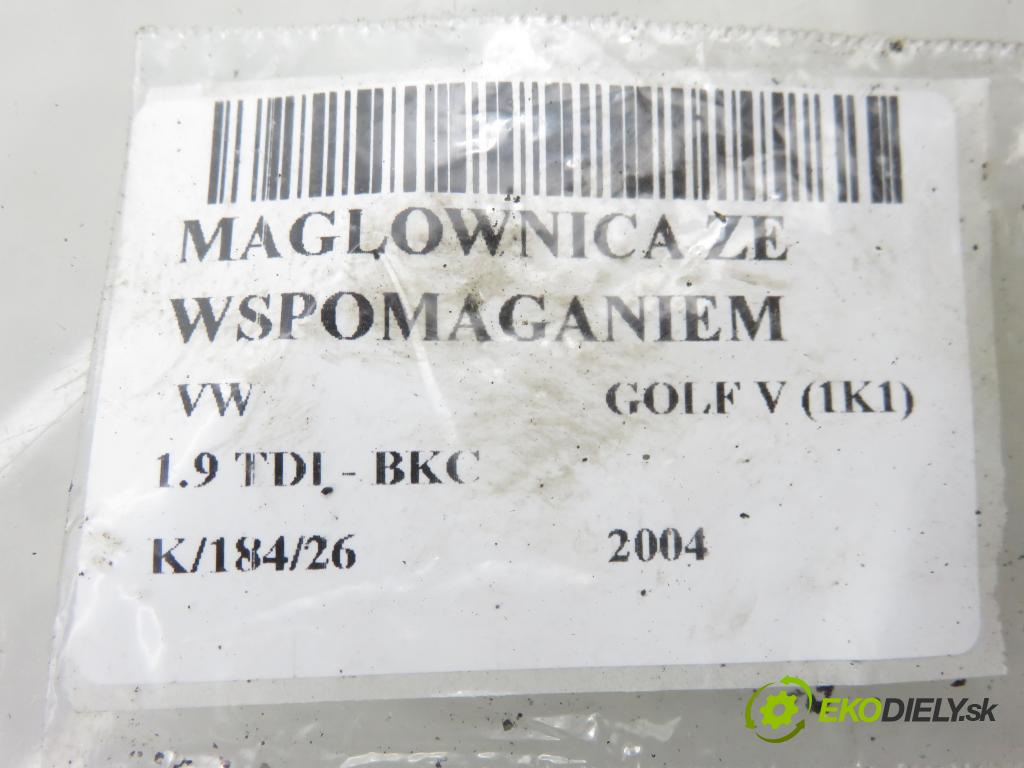 MAGLOWNICA ZE
WSPOMAGANIEM
VW GOLF V (1K1)
1.9 TDI - BKC
K/184/26 2004
EKODIELY.sk